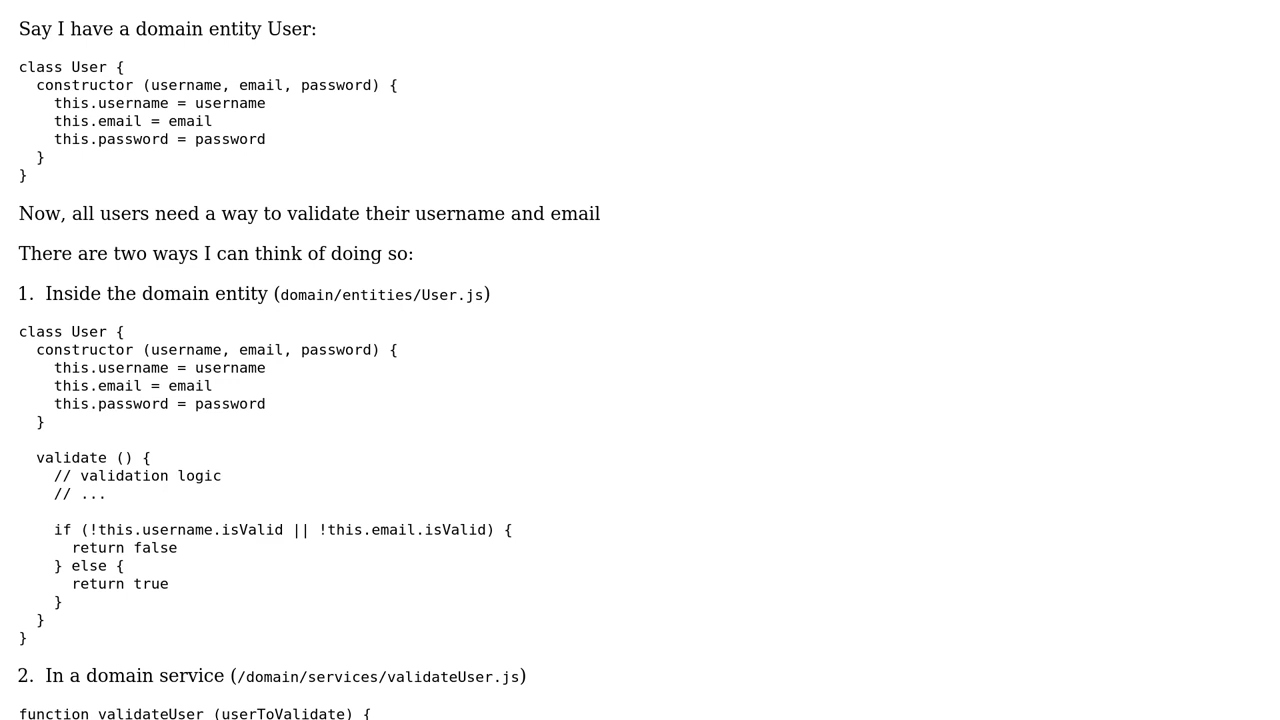 Say I have a domain entity User:
class User {
  constructor (username, email, password) {
    this.username = username
    this.email = email
    this.password = password
  }
}
Now, all users need a way to validate their username and email
There are two ways I can think of doing so:
1. Inside the domain entity (domain/entities/User.js)
class User {
  constructor (username, email, password) {
    this.username = username
    this.email = email
    this.password = password
  }
  validate () {
    // validation logic
    // ...
    if (!this.username.isValid || !this.email.isValid) {
      return false
    } else {
      return true
    }
  }
}
2. In a domain service (/domain/services/validateUser.js)
function validateUser (userToValidate) {